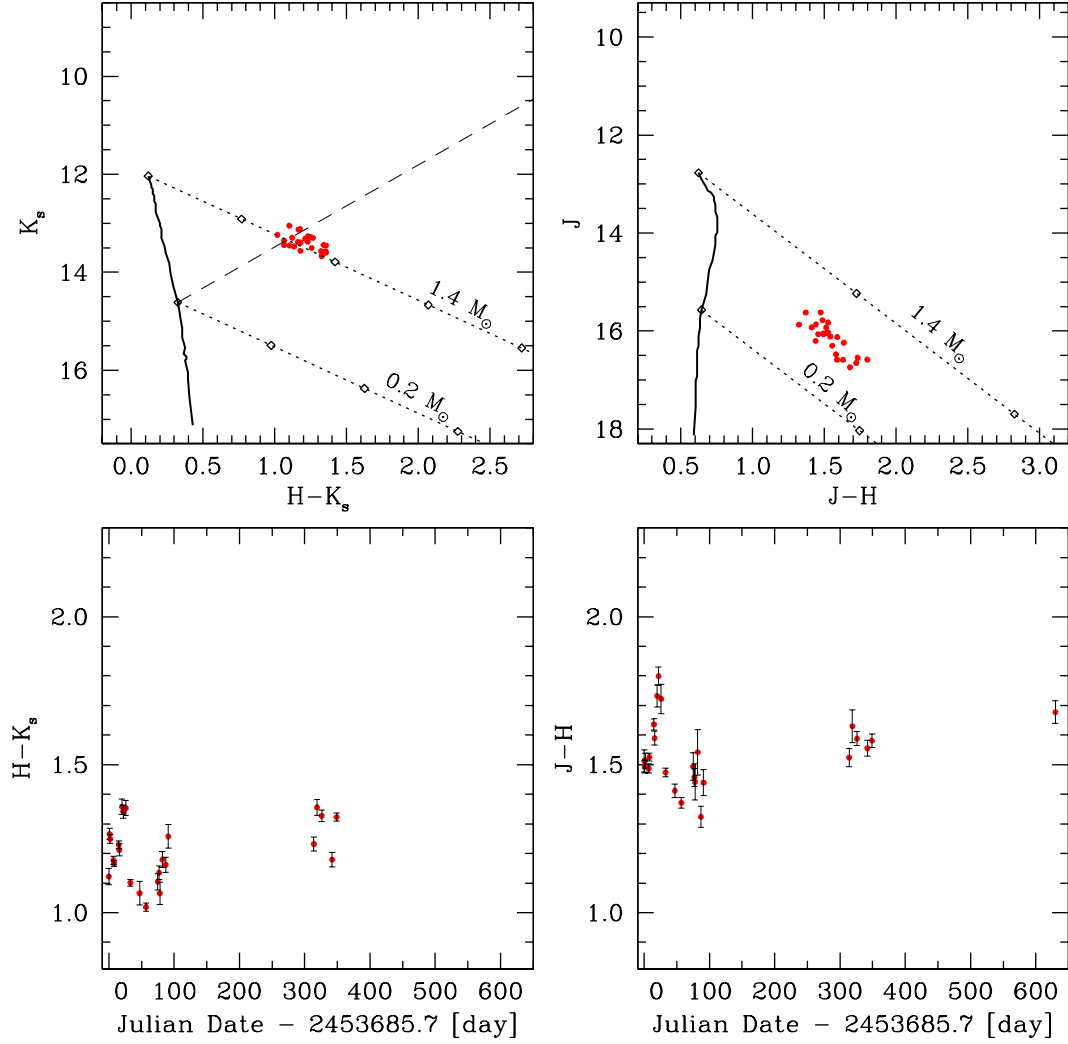 10
12
14
16
K_s
0.0 0.5 1.0 1.5 2.0 2.5
H−K_s
1.4 M⊙
0.2 M⊙
10
12
14
16
18
J
0.5 1.0 1.5 2.0 2.5 3.0
J−H
1.4 M⊙
0.2 M⊙
2.0
1.5
1.0
H−K_s
0 100 200 300 400 500 600
Julian Date − 2453685.7 [day]
2.0
1.5
1.0
J−H
0 100 200 300 400 500 600
Julian Date − 2453685.7 [day]